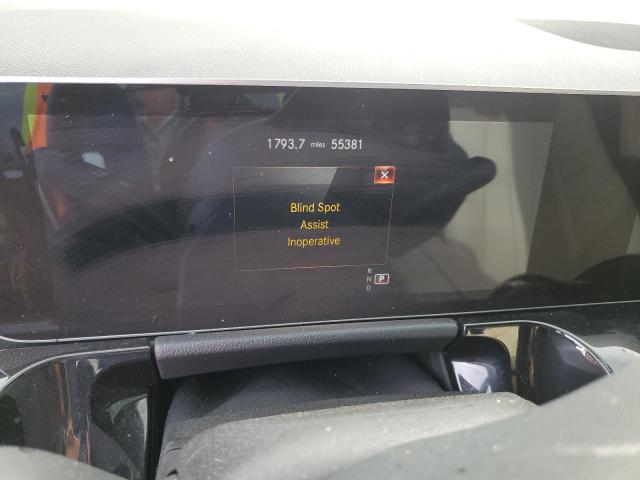 1793.7 miles 55381
Blind Spot
Assist
Inoperative
R
N P
D